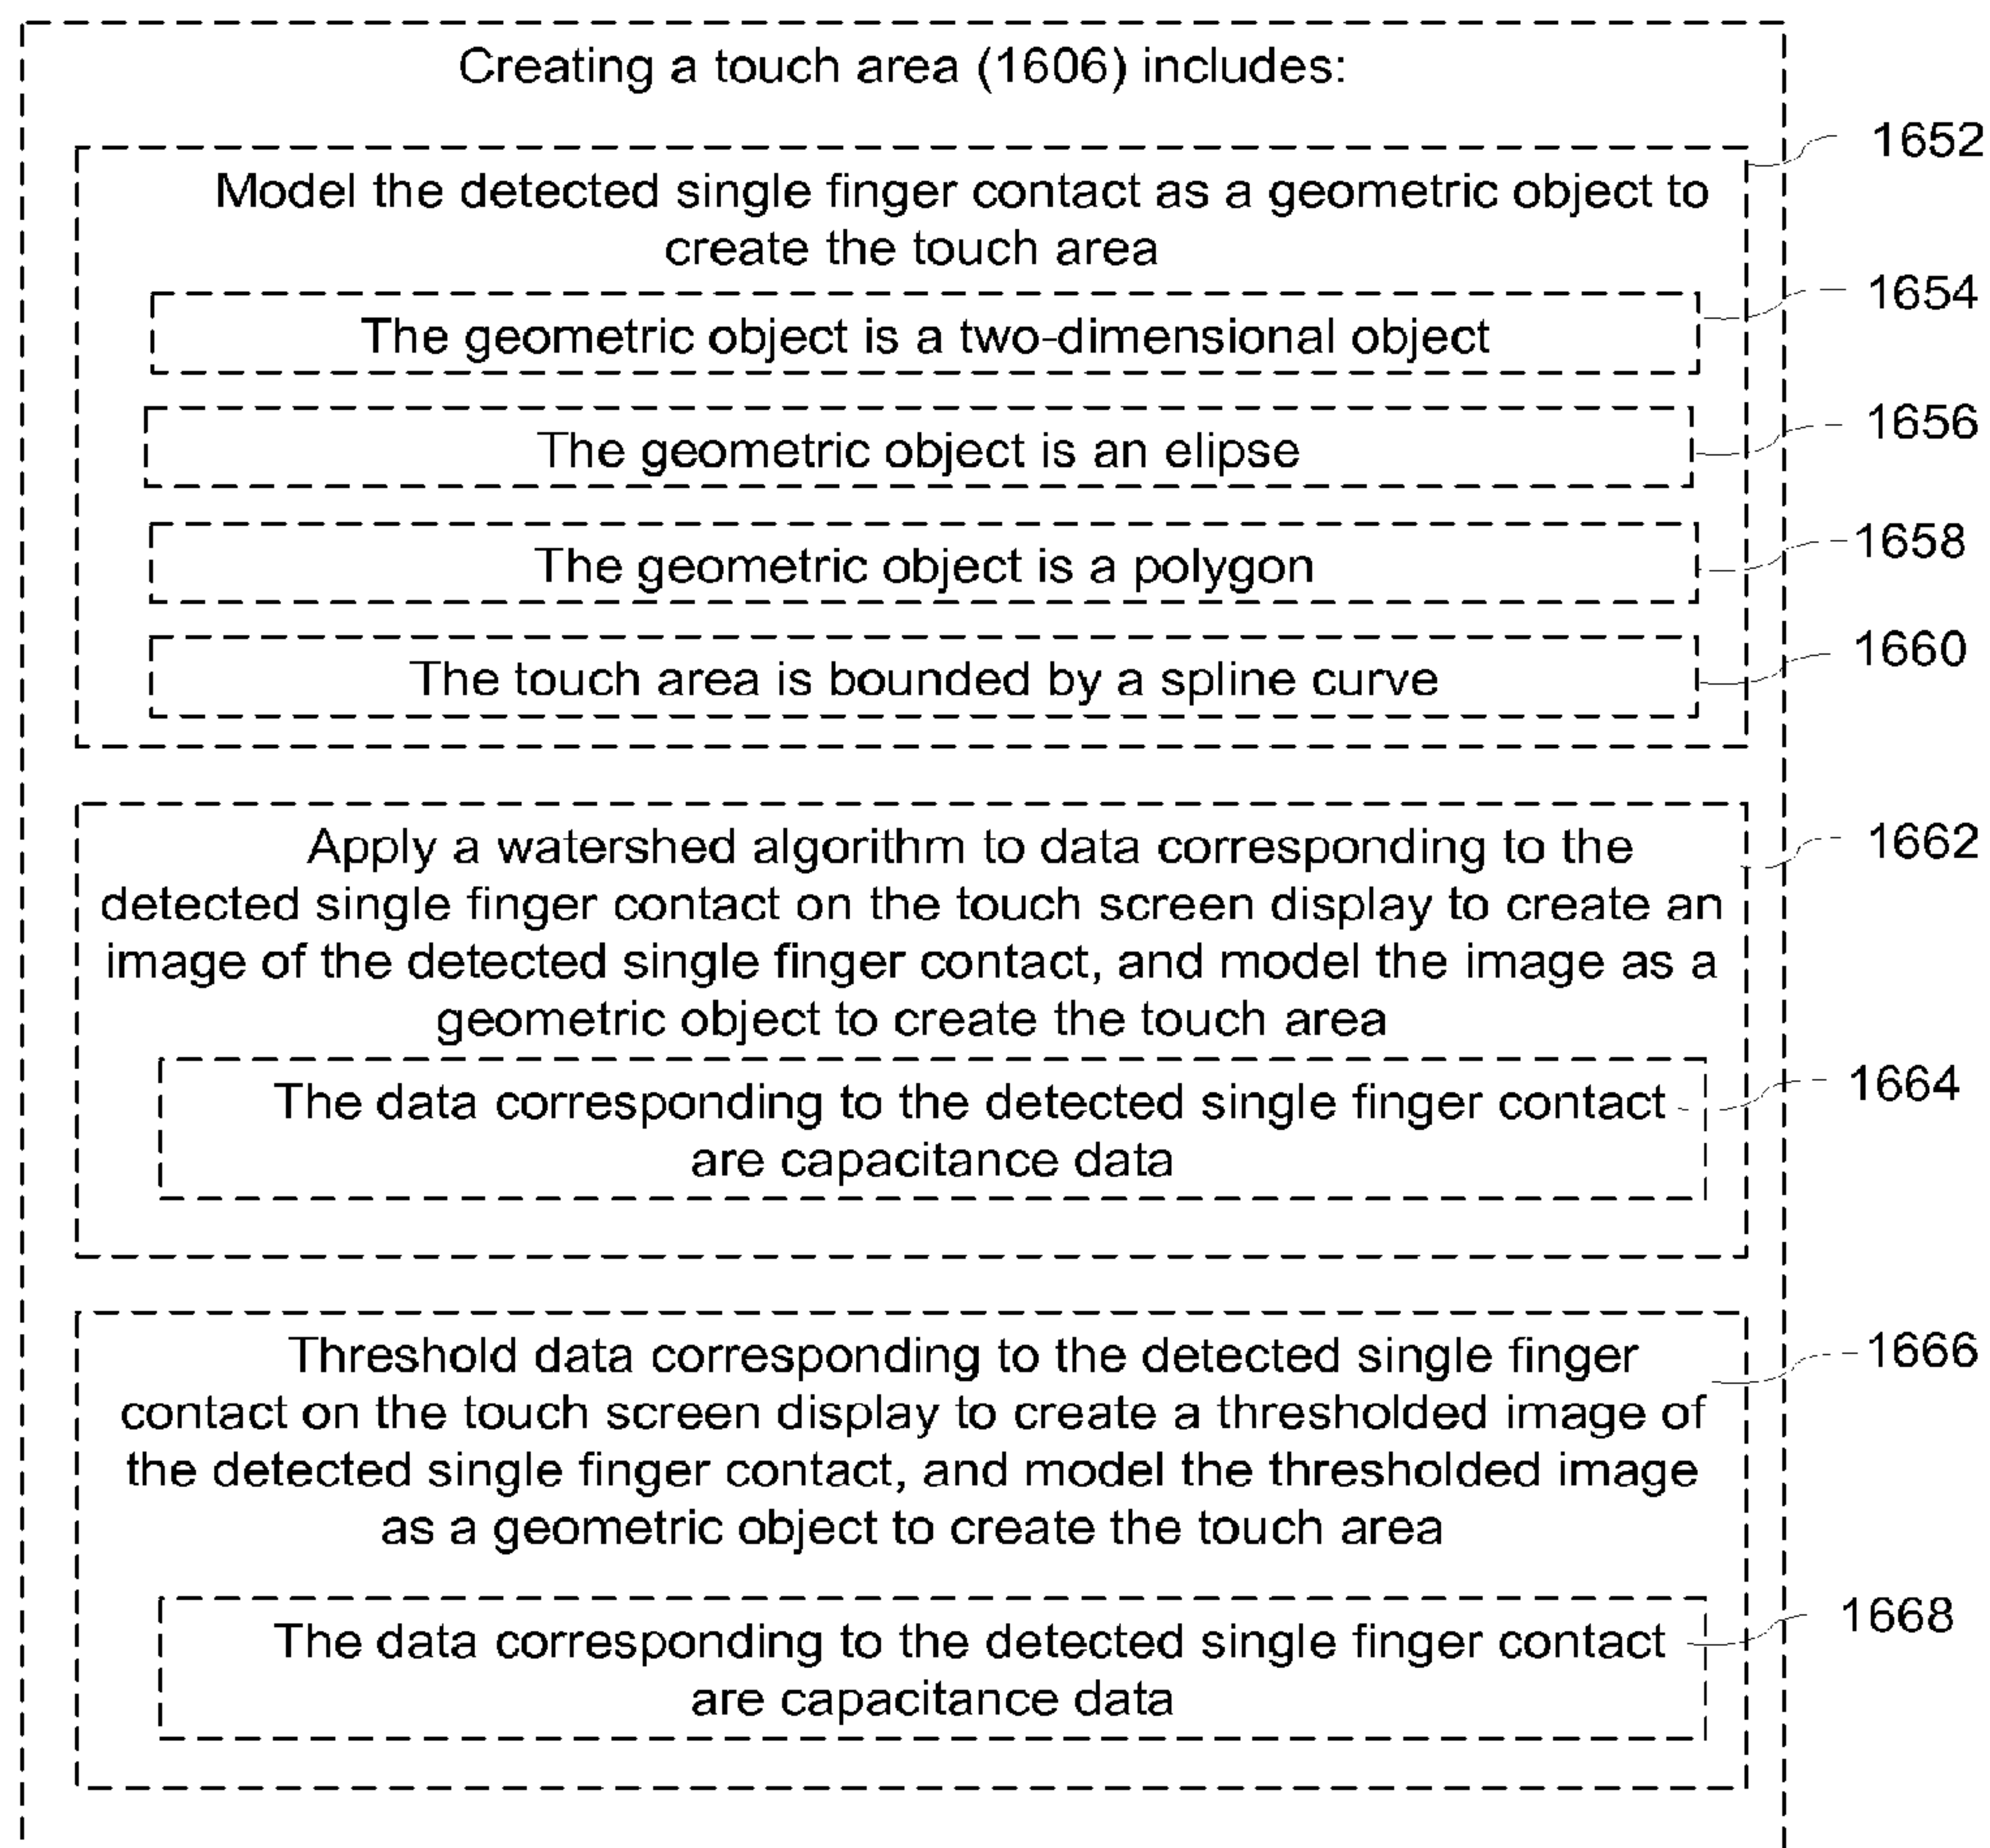 Creating a touch area (1606) includes:
1652
Model the detected single finger contact as a geometric object to
create the touch area
1654
The geometric object is a two-dimensional object
1656
The geometric object is an elipse
1658
The geometric object is a polygon
1660
The touch area is bounded by a spline curve
1662
Apply a watershed algorithm to data corresponding to the
detected single finger contact on the touch screen display to create an
image of the detected single finger contact, and model the image as a
geometric object to create the touch area
1664
The data corresponding to the detected single finger contact
are capacitance data
1666
Threshold data corresponding to the detected single finger
contact on the touch screen display to create a thresholded image of
the detected single finger contact, and model the thresholded image
as a geometric object to create the touch area
1668
The data corresponding to the detected single finger contact
are capacitance data